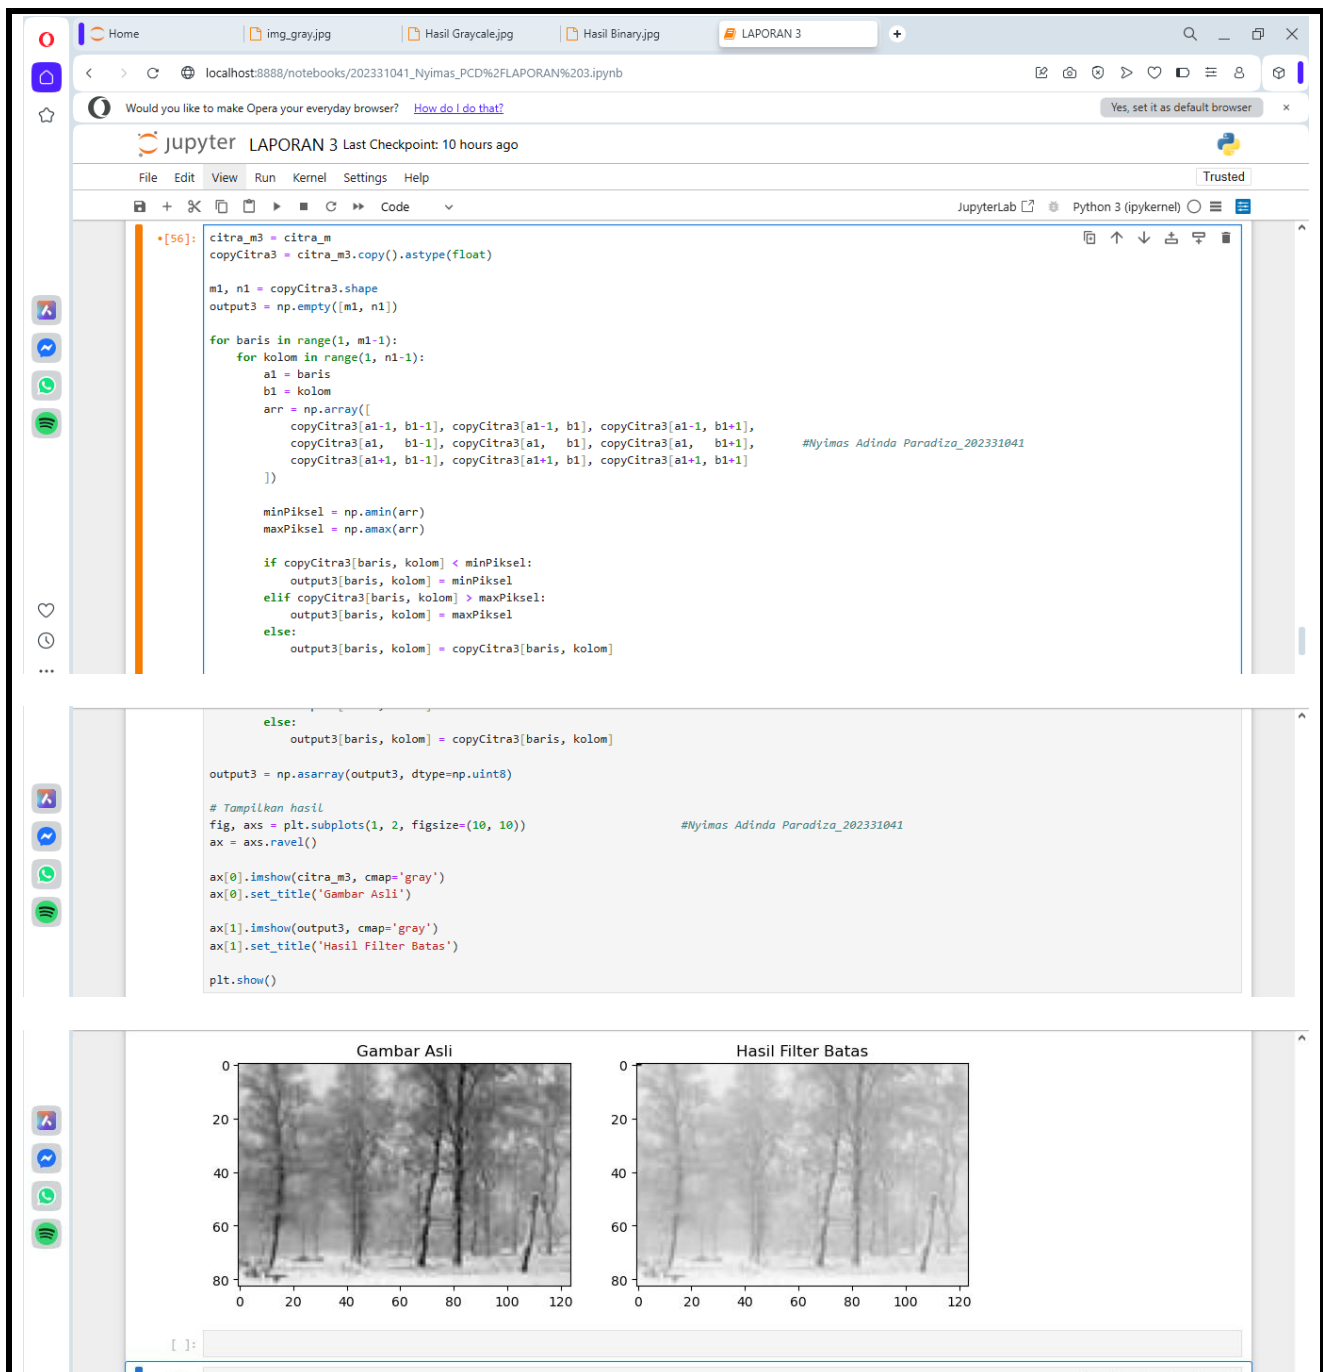 Home
img_gray.jpg
Hasil Graycale.jpg
Hasil Binary.jpg
LAPORAN 3
localhost:8888/notebooks/202331041_Nyimas_PCD%2FLAPORAN%203.ipynb
Would you like to make Opera your everyday browser? How do I do that?
Yes, set it as default browser
jupyter LAPORAN 3 Last Checkpoint: 10 hours ago
File Edit View Run Kernel Settings Help
Trusted
Code
JupyterLab
Python 3 (ipykernel)
[56]:
citra_m3 = citra_m
copyCitra3 = citra_m3.copy().astype(float)
m1, n1 = copyCitra3.shape
output3 = np.empty([m1, n1])
for baris in range(1, m1-1):
for kolom in range(1, n1-1):
a1 = baris
b1 = kolom
arr = np.array([
copyCitra3[a1-1, b1-1], copyCitra3[a1-1, b1], copyCitra3[a1-1, b1+1],
copyCitra3[a1, b1-1], copyCitra3[a1, b1], copyCitra3[a1, b1+1], #Nyimas Adinda Paradiza_202331041
copyCitra3[a1+1, b1-1], copyCitra3[a1+1, b1], copyCitra3[a1+1, b1+1]
])
minPiksel = np.amin(arr)
maxPiksel = np.amax(arr)
if copyCitra3[baris, kolom] < minPiksel:
output3[baris, kolom] = minPiksel
elif copyCitra3[baris, kolom] > maxPiksel:
output3[baris, kolom] = maxPiksel
else:
output3[baris, kolom] = copyCitra3[baris, kolom]
else:
output3[baris, kolom] = copyCitra3[baris, kolom]
output3 = np.asarray(output3, dtype=np.uint8)
# Tampilkan hasil
fig, axs = plt.subplots(1, 2, figsize=(10, 10)) #Nyimas Adinda Paradiza_202331041
ax = axs.ravel()
ax[0].imshow(citra_m3, cmap='gray')
ax[0].set_title('Gambar Asli')
ax[1].imshow(output3, cmap='gray')
ax[1].set_title('Hasil Filter Batas')
plt.show()
Gambar Asli
0
20
40
60
80
0 20 40 60 80 100 120
Hasil Filter Batas
0
20
40
60
80
0 20 40 60 80 100 120
[ ]: